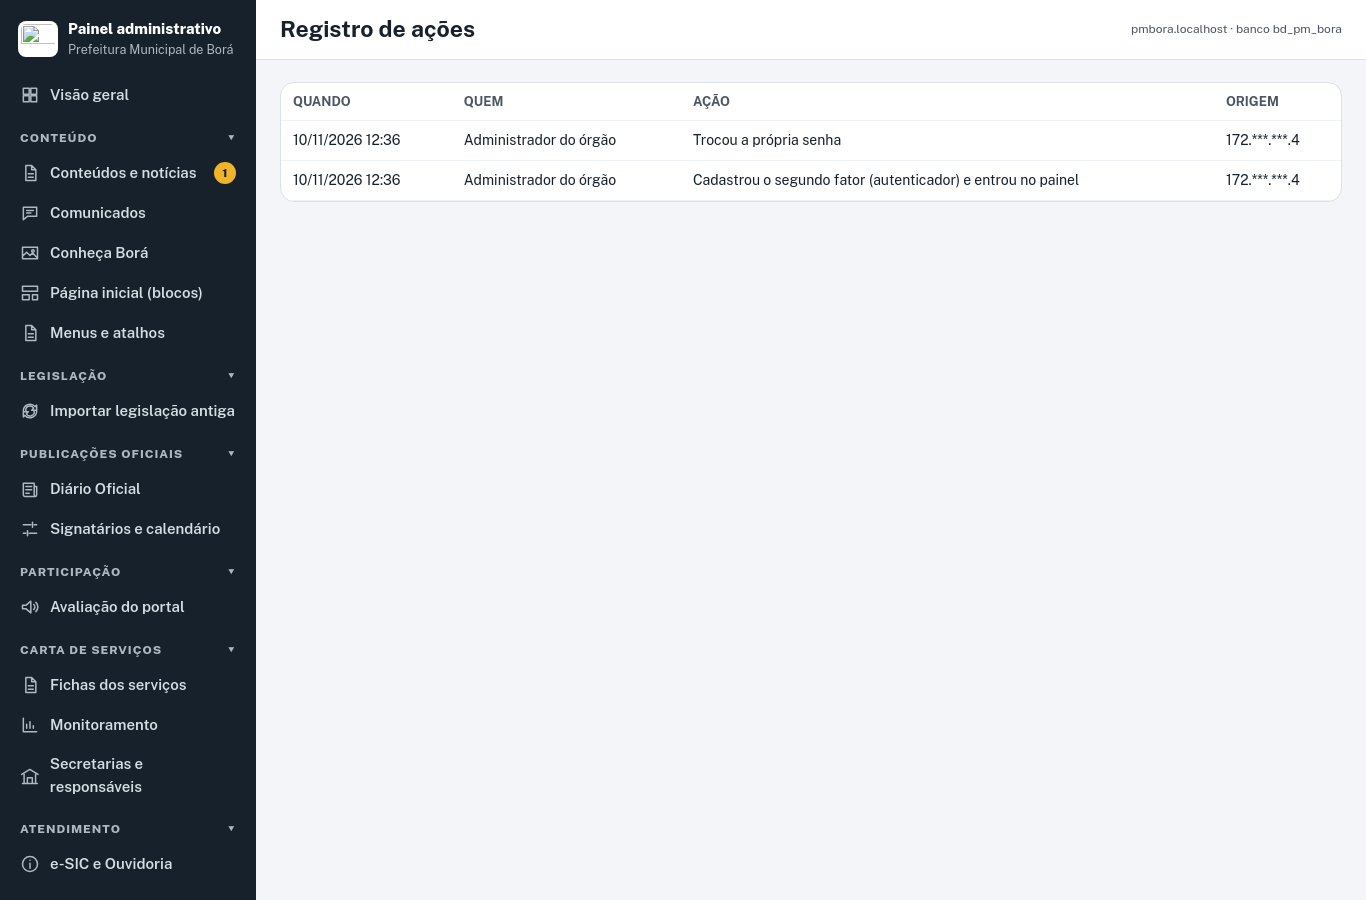 Painel administrativo
Prefeitura Municipal de Borá
Visão geral
CONTEÚDO
Conteúdos e notícias 1
Comunicados
Conheça Borá
Página inicial (blocos)
Menus e atalhos
LEGISLAÇÃO
Importar legislação antiga
PUBLICAÇÕES OFICIAIS
Diário Oficial
Signatários e calendário
PARTICIPAÇÃO
Avaliação do portal
CARTA DE SERVIÇOS
Fichas dos serviços
Monitoramento
Secretarias e
responsáveis
ATENDIMENTO
e-SIC e Ouvidoria
Registro de ações
pmbora.localhost · banco bd_pm_bora
QUANDO QUEM AÇÃO ORIGEM
10/11/2026 12:36 Administrador do órgão Trocou a própria senha 172.***.***.4
10/11/2026 12:36 Administrador do órgão Cadastrou o segundo fator (autenticador) e entrou no painel 172.***.***.4